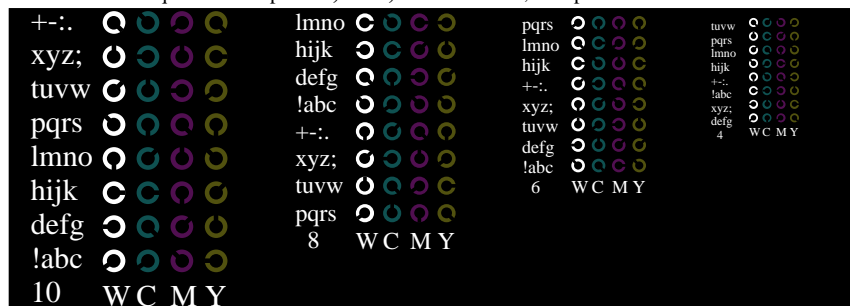 +-:.
xyz;
tuvw
pqrs
lmno
hijk
defg
!abc
10 W C M Y
lmno
hijk
defg
!abc
+-:.
xyz;
tuvw
pqrs
8 W C M Y
pqrs
lmno
hijk
+-:.
xyz;
tuvw
defg
!abc
6 W C M Y
tuvw
pqrs
lmno
hijk
+-:.
!abc
xyz;
defg
4 W C M Y